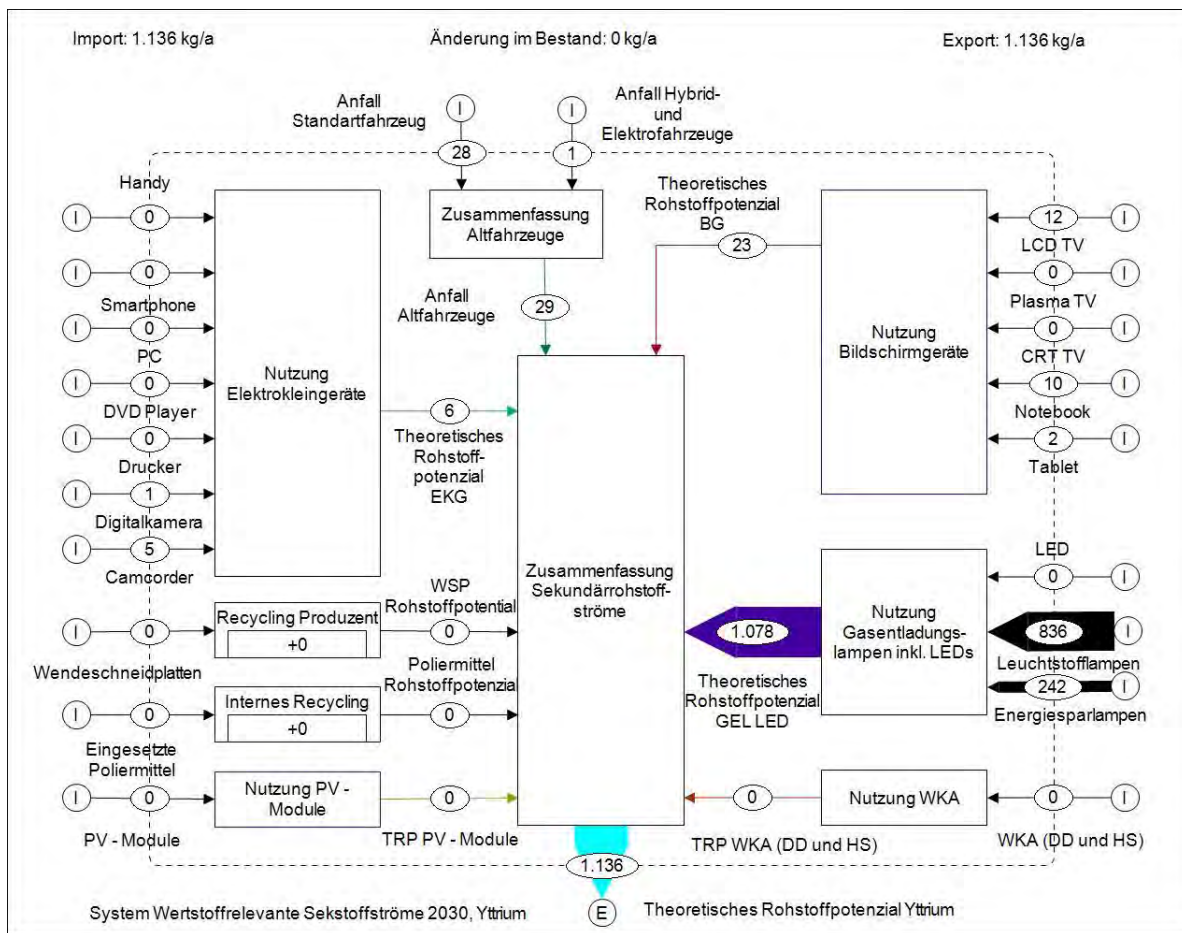 Import: 1.136 kg/a
Änderung im Bestand: 0 kg/a
Export: 1.136 kg/a
Anfall
Standartfahrzeug
I
I
Anfall Hybrid-
und
Elektrofahrzeuge
28
1
Zusammenfassung
Altfahrzeuge
Anfall
Altfahrzeuge
29
Theoretisches
Rohstoffpotenzial
BG
23
Handy
I
0
I
0
Smartphone
I
0
PC
I
0
DVD Player
I
0
Drucker
I
1
Digitalkamera
I
5
Camcorder
Nutzung
Elektrokleingeräte
6
Theoretisches
Rohstoff-
potenzial
EKG
12
I
LCD TV
0
I
Plasma TV
0
I
CRT TV
10
I
Notebook
2
I
Tablet
Nutzung
Bildschirmgeräte
Zusammenfassung
Sekundärrohstoff-
ströme
I
0
Wendeschneidplatten
Recycling Produzent
+0
WSP
Rohstoffpotential
0
I
0
Eingesetzte
Poliermittel
Internes Recycling
+0
Poliermittel
Rohstoffpotenzial
0
I
0
PV - Module
Nutzung PV -
Module
0
TRP PV - Module
LED
0
I
836
I
Leuchtstofflampen
242
I
Energiesparlampen
Nutzung
Gasentladungs-
lampen inkl. LEDs
1.078
Theoretisches
Rohstoffpotenzial
GEL LED
0
TRP WKA (DD und HS)
Nutzung WKA
0
I
WKA (DD und HS)
1.136
E
System Wertstoffrelevante Sekstoffströme 2030, Yttrium
Theoretisches Rohstoffpotenzial Yttrium